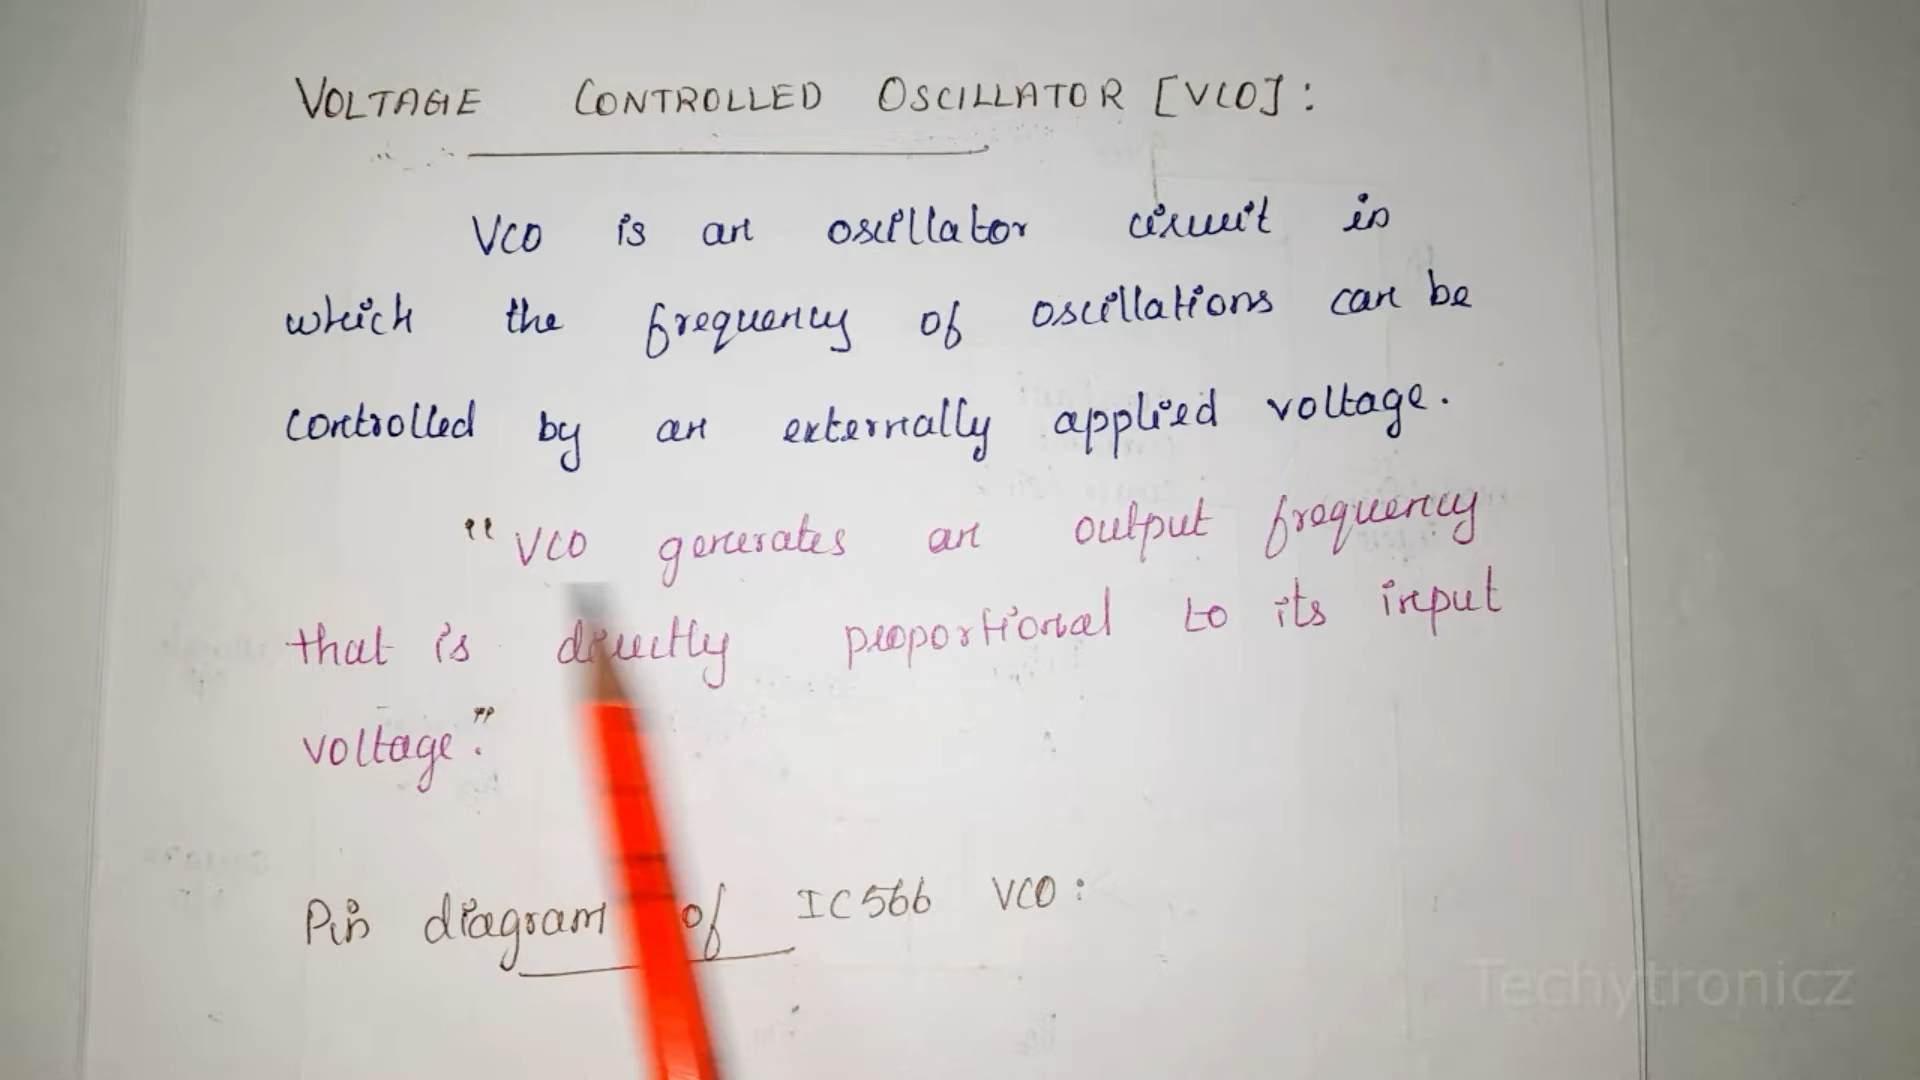 VOLTAGE CONTROLLED OSCILLATOR [VCO]:
VCO is an oscillator circuit in
which the frequency of oscillations can be
controlled by an externally applied voltage.
"VCO generates an output frequency
that is directly proportional to its input
voltage."
Pin diagram of IC566 VCO:
Techytronicz